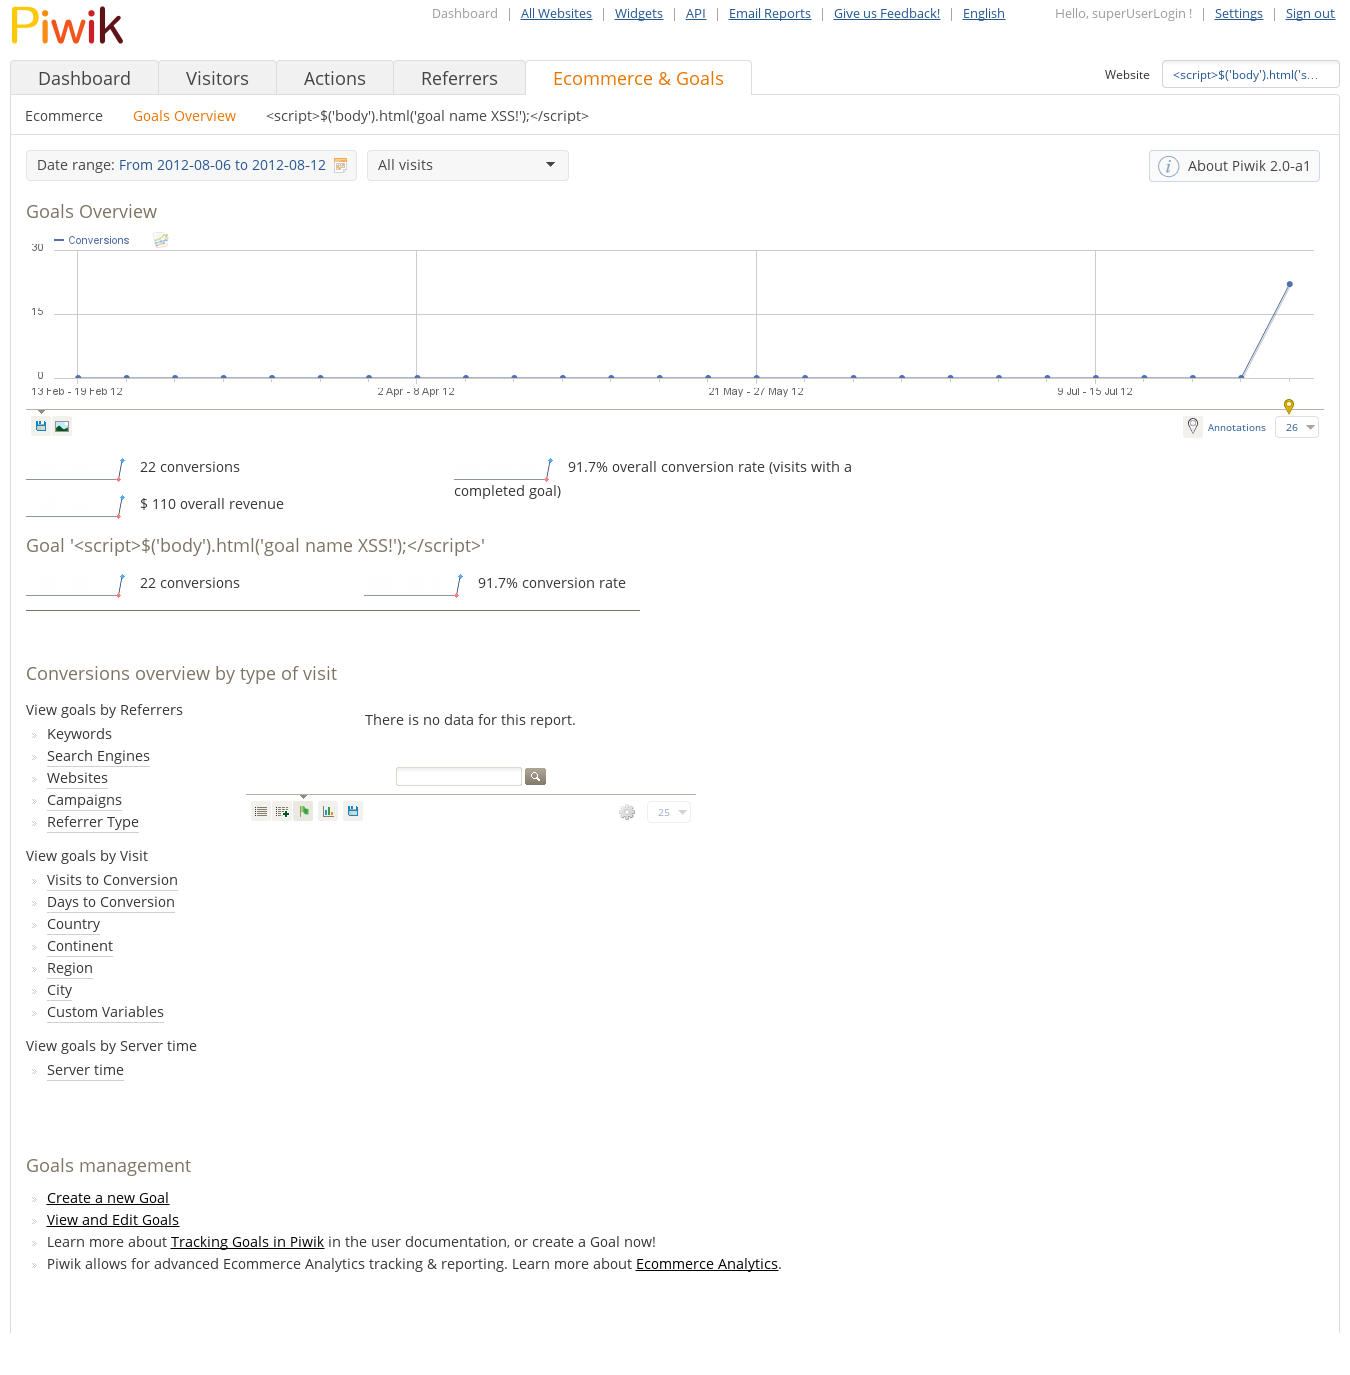 Piwik
Dashboard | All Websites | Widgets | API | Email Reports | Give us Feedback! | English
Hello, superUserLogin ! | Settings | Sign out
Dashboard
Visitors
Actions
Referrers
Ecommerce & Goals
Website
<script>$('body').html('s...
Ecommerce
Goals Overview
<script>$('body').html('goal name XSS!');</script>
Date range: From 2012-08-06 to 2012-08-12
All visits
About Piwik 2.0-a1
Goals Overview
Conversions
30
15
0
13 Feb - 19 Feb 12
2 Apr - 8 Apr 12
21 May - 27 May 12
9 Jul - 15 Jul 12
Annotations
26
22 conversions
91.7% overall conversion rate (visits with a
completed goal)
$ 110 overall revenue
Goal '<script>$('body').html('goal name XSS!');</script>'
22 conversions
91.7% conversion rate
Conversions overview by type of visit
View goals by Referrers
Keywords
Search Engines
Websites
Campaigns
Referrer Type
There is no data for this report.
25
View goals by Visit
Visits to Conversion
Days to Conversion
Country
Continent
Region
City
Custom Variables
View goals by Server time
Server time
Goals management
Create a new Goal
View and Edit Goals
Learn more about Tracking Goals in Piwik in the user documentation, or create a Goal now!
Piwik allows for advanced Ecommerce Analytics tracking & reporting. Learn more about Ecommerce Analytics.